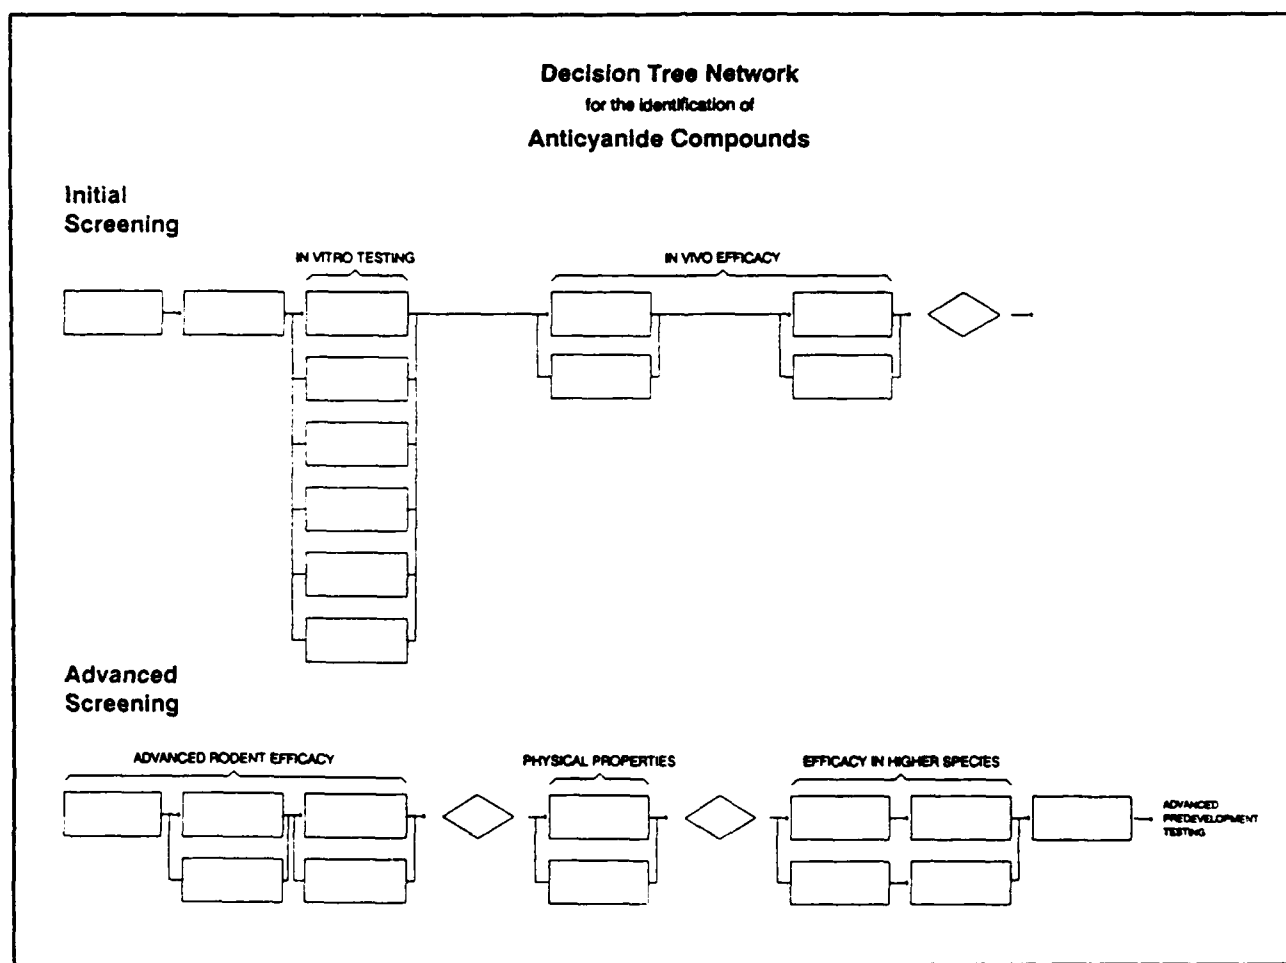 Decision Tree Network
for the identification of
Anticyanide Compounds
Initial
Screening
IN VITRO TESTING
IN VIVO EFFICACY
Advanced
Screening
ADVANCED RODENT EFFICACY
PHYSICAL PROPERTIES
EFFICACY IN HIGHER SPECIES
ADVANCED
PREDEVELOPMENT
TESTING